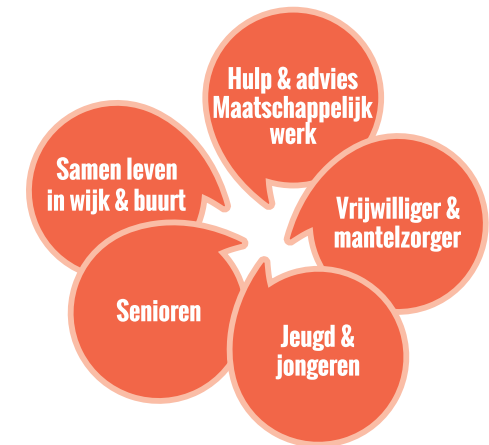 Hulp & advies
Maatschappelijk
werk
Samen leven
in wijk & buurt
Vrijwilliger &
mantelzorger
Senioren
Jeugd &
jongeren